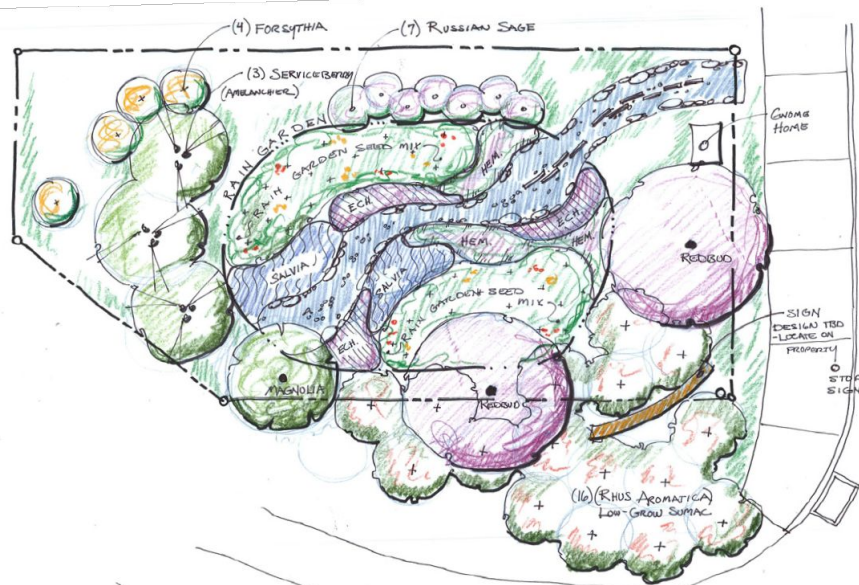 (4) FORSYTHIA
(7) RUSSIAN SAGE
(3) SERVICEBERRY
(AMELANCHIER)
GNOME
HOME
RAIN GARDEN
RAIN GARDEN SEED MIX
HEM.
ECH.
ECH.
HEM.
HEM.
REDBUD
SALVIA
SALVIA
RAIN GARDEN SEED
MIX
SIGN
DESIGN TBD
-LOCATE ON
PROPERTY
ECH.
STOP
SIGN
MAGNOLIA
REDBUD
(16) (RHUS AROMATICA)
LOW-GROW SUMAC